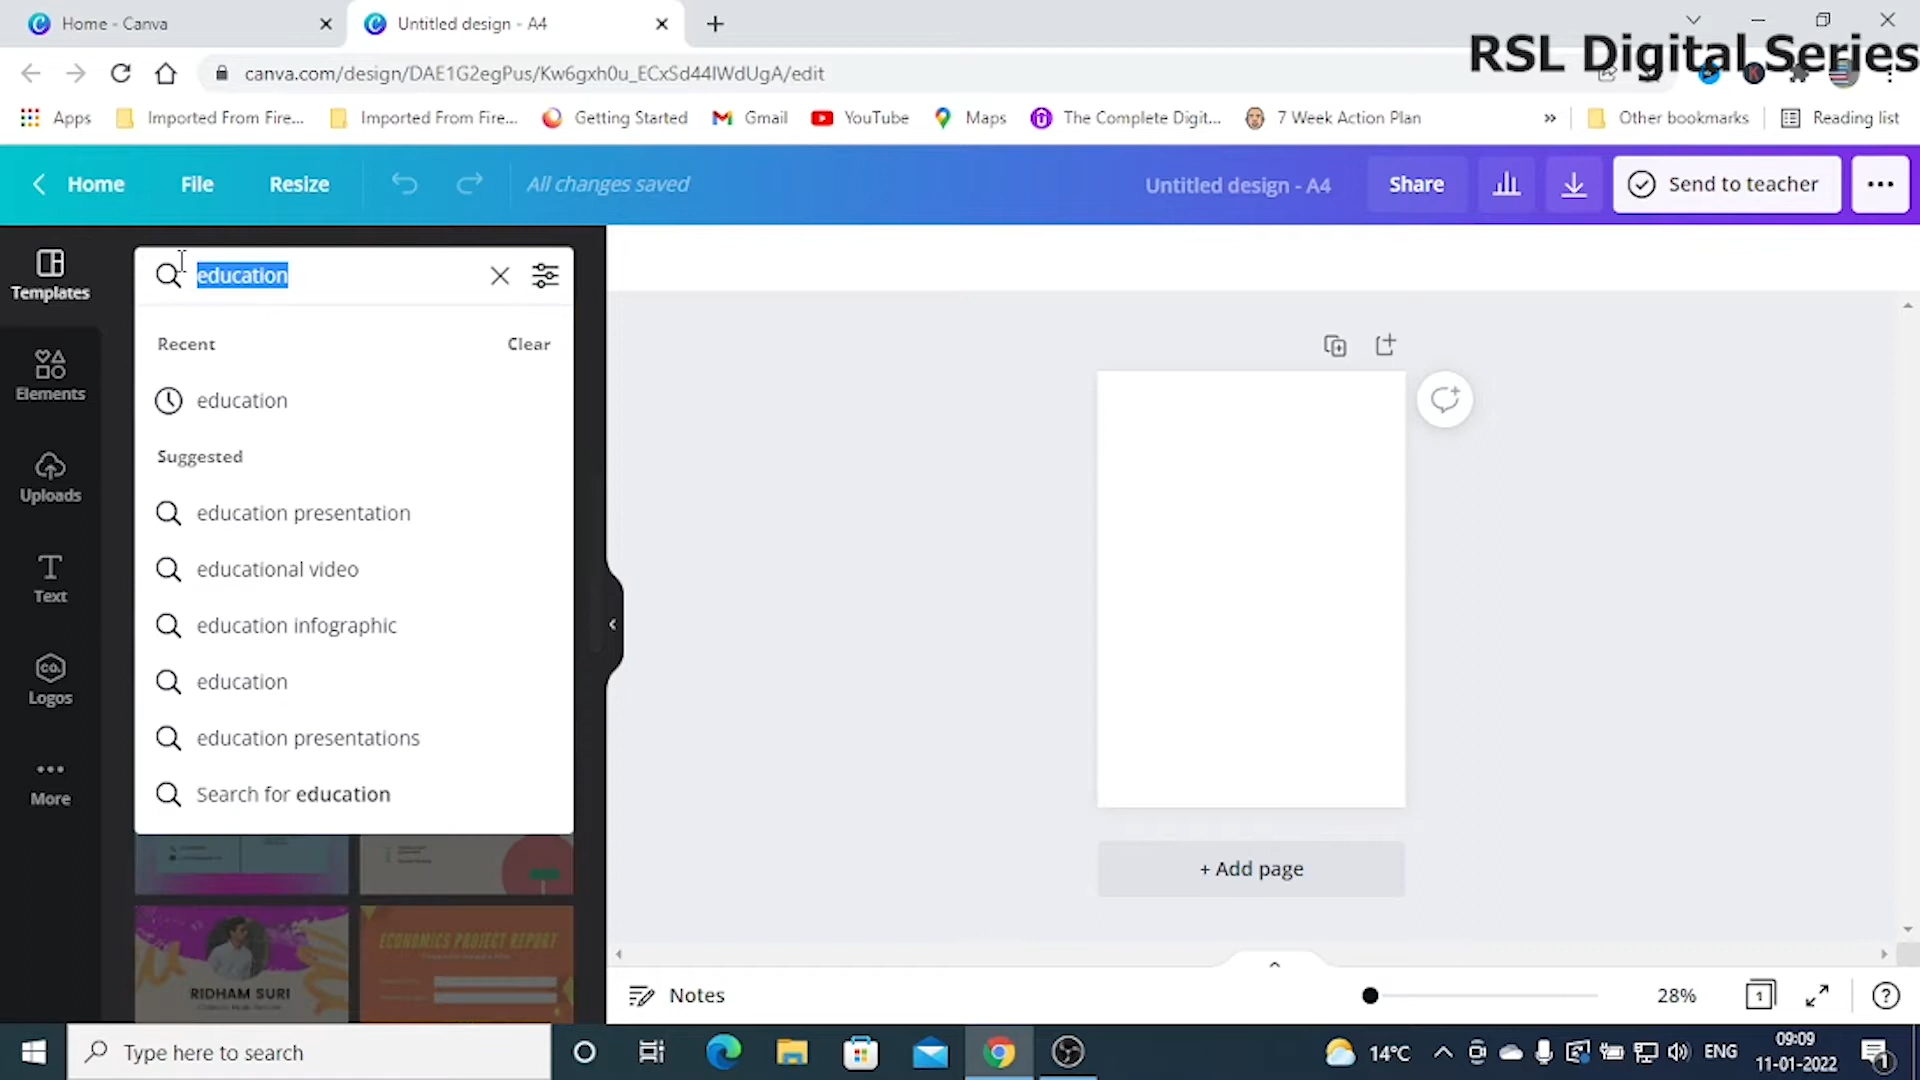 Home - Canva
Untitled design - A4
RSL Digital Series
canva.com/design/DAE1G2egPus/Kw6gxh0u_ECxSd44lWdUgA/edit
Apps
Imported From Fire...
Imported From Fire...
Getting Started
Gmail
YouTube
Maps
The Complete Digit...
7 Week Action Plan
»
Other bookmarks
Reading list
Home
File
Resize
All changes saved
Untitled design - A4
Share
Send to teacher
Templates
Elements
Uploads
Text
CO.
Logos
More
education
Recent
Clear
education
Suggested
education presentation
educational video
education infographic
education
education presentations
Search for education
RIDHAM SURI
ECONOMICS PROJECT REPORT
+ Add page
Notes
28%
1
Type here to search
14°C
ENG
09:09
11-01-2022
1